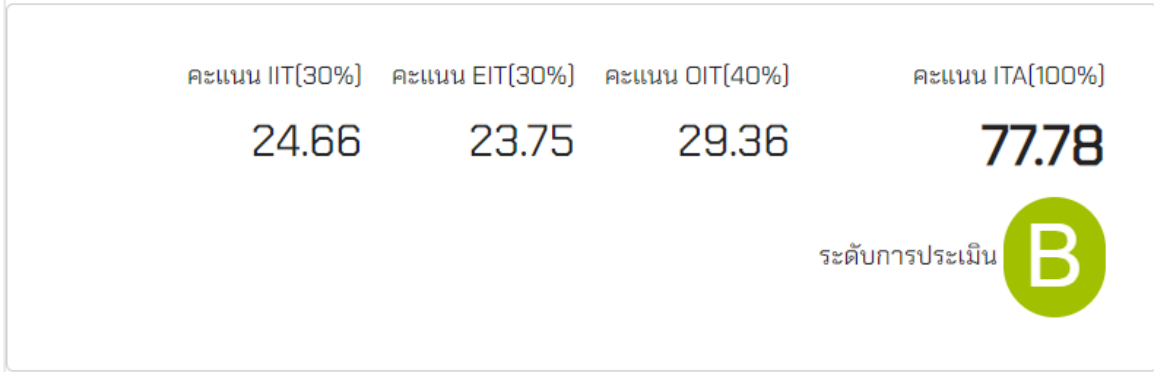 คะแนน IIT(30%) คะแนน EIT(30%) คะแนน OIT(40%) คะแนน ITA(100%)
24.66 23.75 29.36 77.78
ระดับการประเมิน B